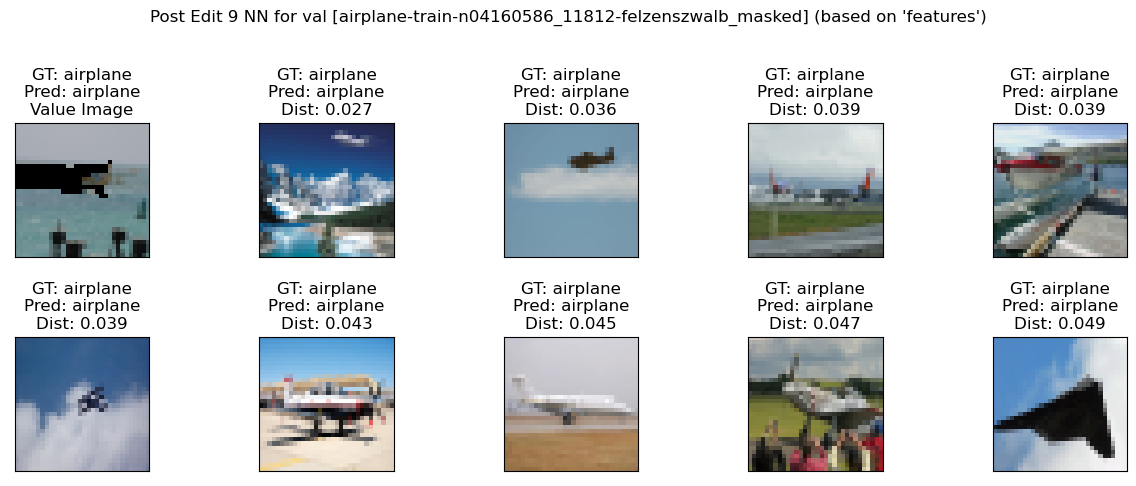 Post Edit 9 NN for val [airplane-train-n04160586_11812-felzenszwalb_masked] (based on 'features')
GT: airplane
Pred: airplane
Value Image
GT: airplane
Pred: airplane
Dist: 0.027
GT: airplane
Pred: airplane
Dist: 0.036
GT: airplane
Pred: airplane
Dist: 0.039
GT: airplane
Pred: airplane
Dist: 0.039
GT: airplane
Pred: airplane
Dist: 0.039
GT: airplane
Pred: airplane
Dist: 0.043
GT: airplane
Pred: airplane
Dist: 0.045
GT: airplane
Pred: airplane
Dist: 0.047
GT: airplane
Pred: airplane
Dist: 0.049